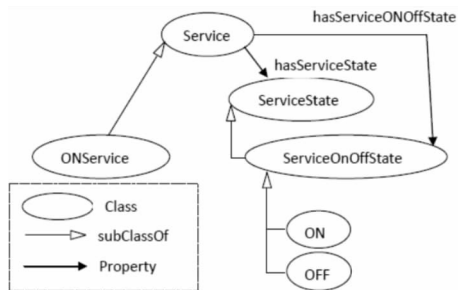 hasServiceONOffState
Service
hasServiceState
ServiceState
ONService
ServiceOnOffState
Class
subClassOf
Property
ON
OFF